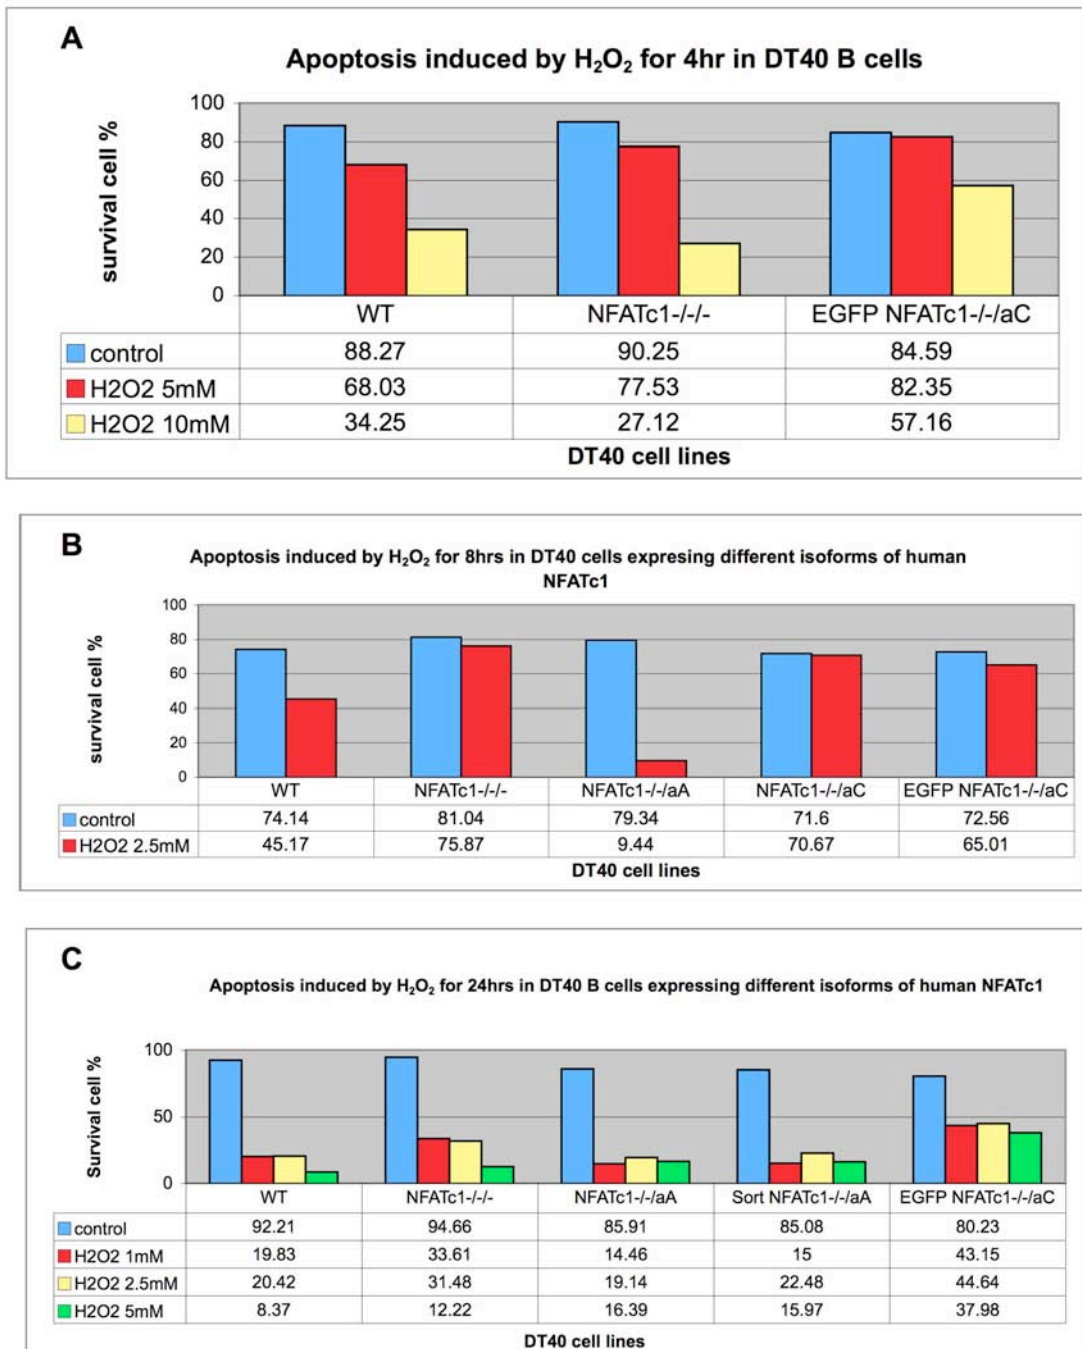 A
Apoptosis induced by H₂O₂ for 4hr in DT40 B cells
survival cell %
100
80
60
40
20
0
WT NFATc1-/-/- EGFP NFATc1-/-/aC
control 88.27 90.25 84.59
H2O2 5mM 68.03 77.53 82.35
H2O2 10mM 34.25 27.12 57.16
DT40 cell lines
B
Apoptosis induced by H₂O₂ for 8hrs in DT40 cells expresing different isoforms of human
NFATc1
survival cell %
100
80
60
40
20
0
WT NFATc1-/-/- NFATc1-/-/aA NFATc1-/-/aC EGFP NFATc1-/-/aC
control 74.14 81.04 79.34 71.6 72.56
H2O2 2.5mM 45.17 75.87 9.44 70.67 65.01
DT40 cell lines
C
Apoptosis induced by H₂O₂ for 24hrs in DT40 B cells expressing different isoforms of human NFATc1
Survival cell %
100
50
0
WT NFATc1-/-/- NFATc1-/-/aA Sort NFATc1-/-/aA EGFP NFATc1-/-/aC
control 92.21 94.66 85.91 85.08 80.23
H2O2 1mM 19.83 33.61 14.46 15 43.15
H2O2 2.5mM 20.42 31.48 19.14 22.48 44.64
H2O2 5mM 8.37 12.22 16.39 15.97 37.98
DT40 cell lines